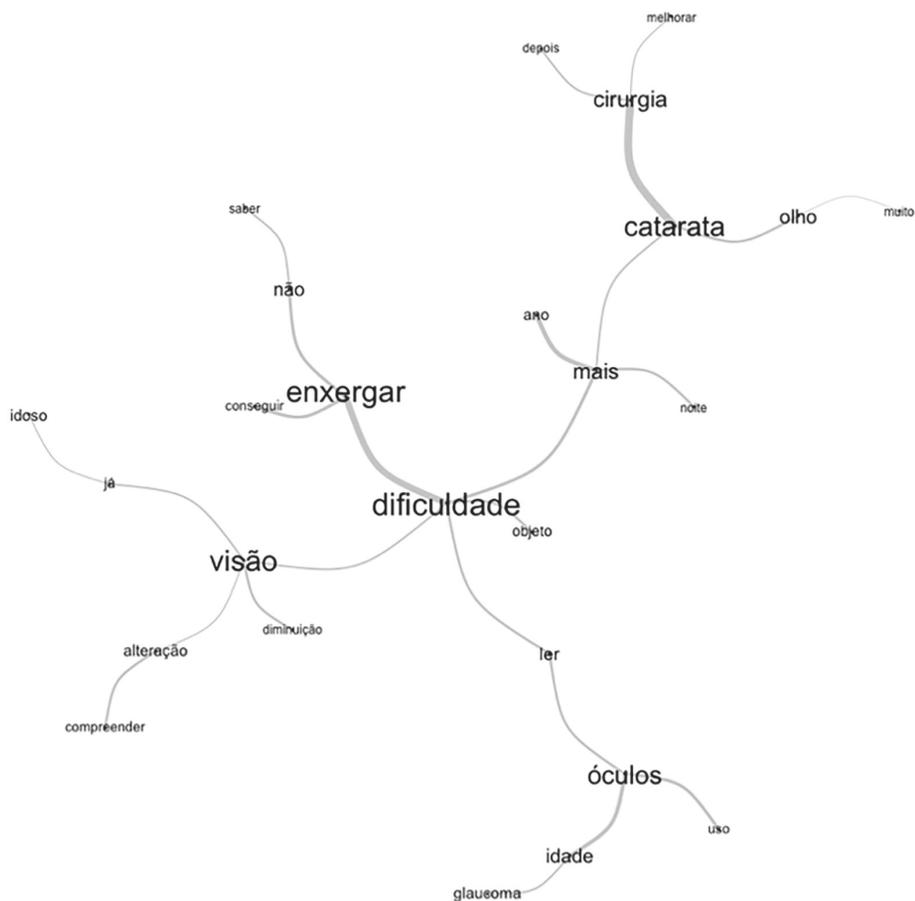 melhorar
depois
cirurgia
saber
muito
olho
catarata
não
ano
mais
enxergar
conseguir
noite
idoso
já
dificuldade
objeto
visão
diminuição
alteração
ler
compreender
óculos
uso
idade
glaucoma